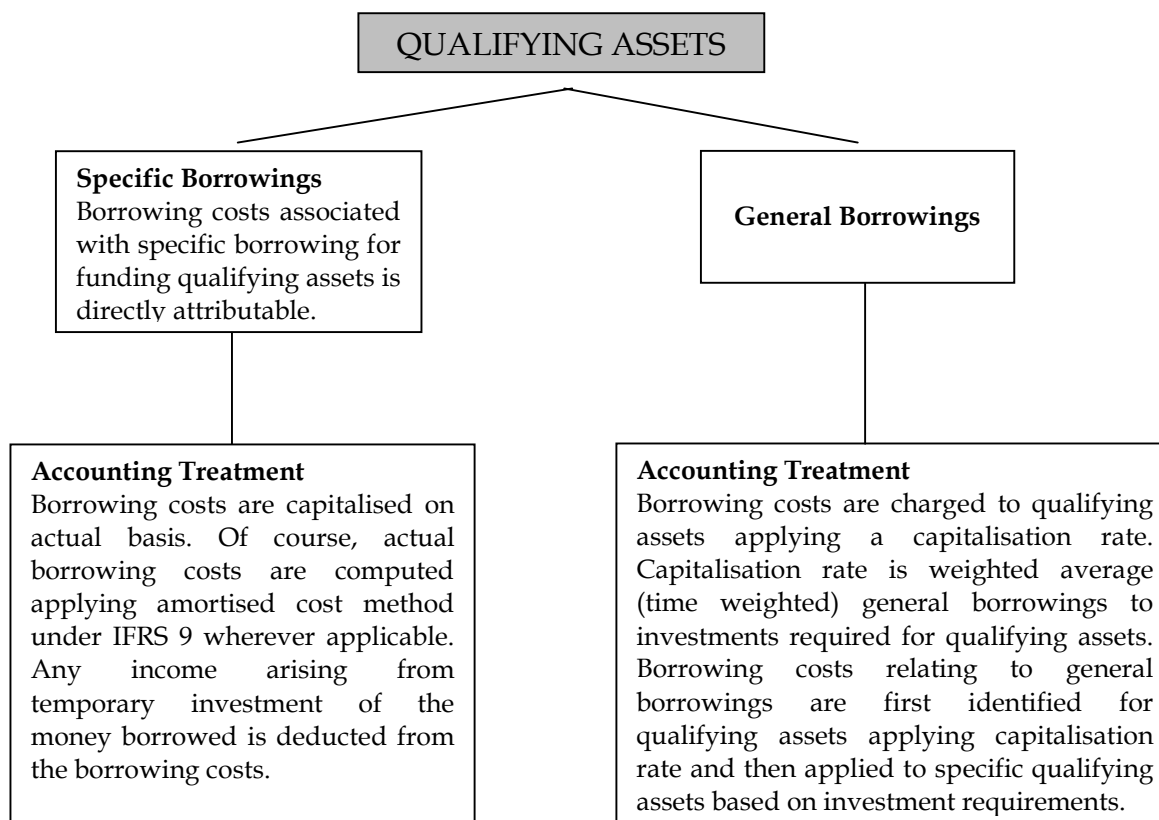 QUALIFYING ASSETS
Specific Borrowings
Borrowing costs associated
with specific borrowing for
funding qualifying assets is
directly attributable.
General Borrowings
Accounting Treatment
Borrowing costs are capitalised on
actual basis. Of course, actual
borrowing costs are computed
applying amortised cost method
under IFRS 9 wherever applicable.
Any income arising from
temporary investment of the
money borrowed is deducted from
the borrowing costs.
Accounting Treatment
Borrowing costs are charged to qualifying
assets applying a capitalisation rate.
Capitalisation rate is weighted average
(time weighted) general borrowings to
investments required for qualifying assets.
Borrowing costs relating to general
borrowings are first identified for
qualifying assets applying capitalisation
rate and then applied to specific qualifying
assets based on investment requirements.